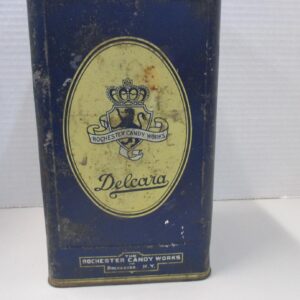 ROCHESTER CANDY WORKS
Delcara
THE
ROCHESTER CANDY WORKS
ROCHESTER N.Y.